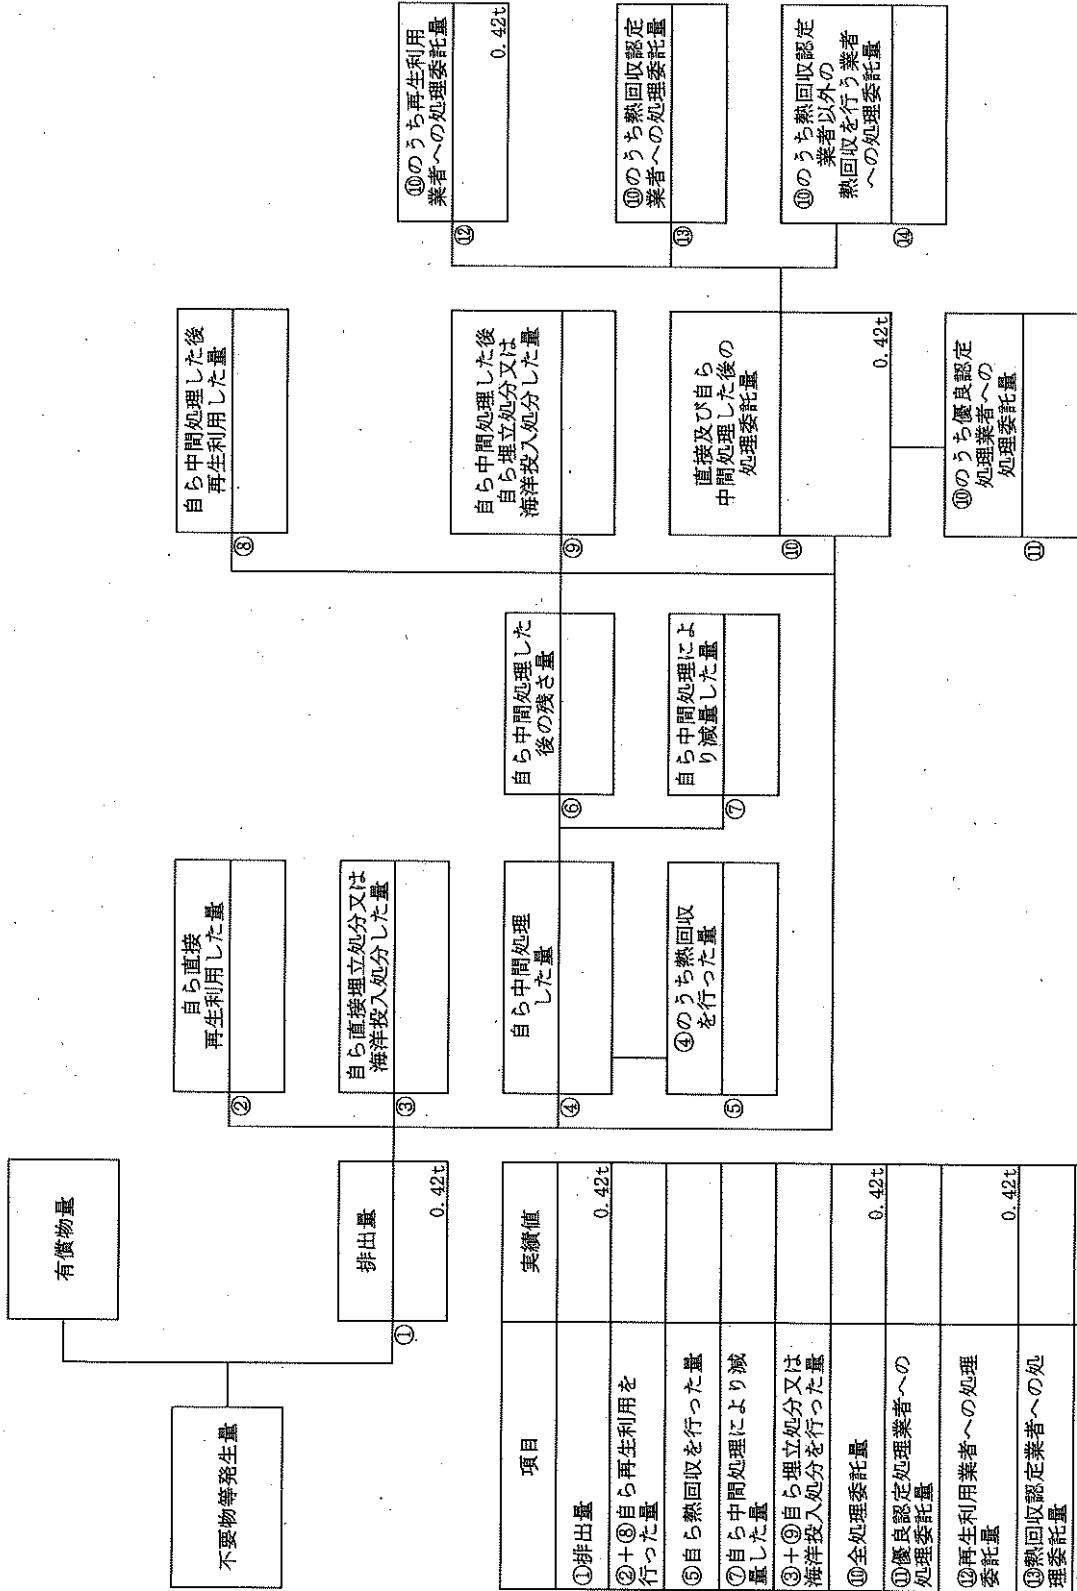 不要物等発生量
有償物量
排出量
①
0.42t
自ら直接
再生利用した量
②
自ら直接埋立処分又は
海洋投入処分した量
③
自ら中間処理
した量
④
④のうち熱回収
を行った量
⑤
自ら中間処理した
後の残さ量
⑥
自ら中間処理によ
り減量した量
⑦
自ら中間処理した後
再生利用した量
⑧
自ら中間処理した後
自ら埋立処分又は
海洋投入処分した量
⑨
直接及び自ら
中間処理した後の
処理委託量
⑩
0.42t
⑩のうち優良認定
処理業者への
処理委託量
⑪
⑩のうち再生利用
業者への処理委託量
⑫
0.42t
⑩のうち熱回収認定
業者への処理委託量
⑬
⑩のうち熱回収認定
業者以外の
熱回収を行う業者
への処理委託量
⑭
項目 実績値
①排出量 0.42t
②+⑧自ら再生利用を
行った量
⑤自ら熱回収を行った量
⑦自ら中間処理により減
量した量
③+⑨自ら埋立処分又は
海洋投入処分を行った量
⑩全処理委託量 0.42t
⑪優良認定処理業者への
処理委託量
⑫再生利用業者への処理
委託量 0.42t
⑬熱回収認定業者への処
理委託量